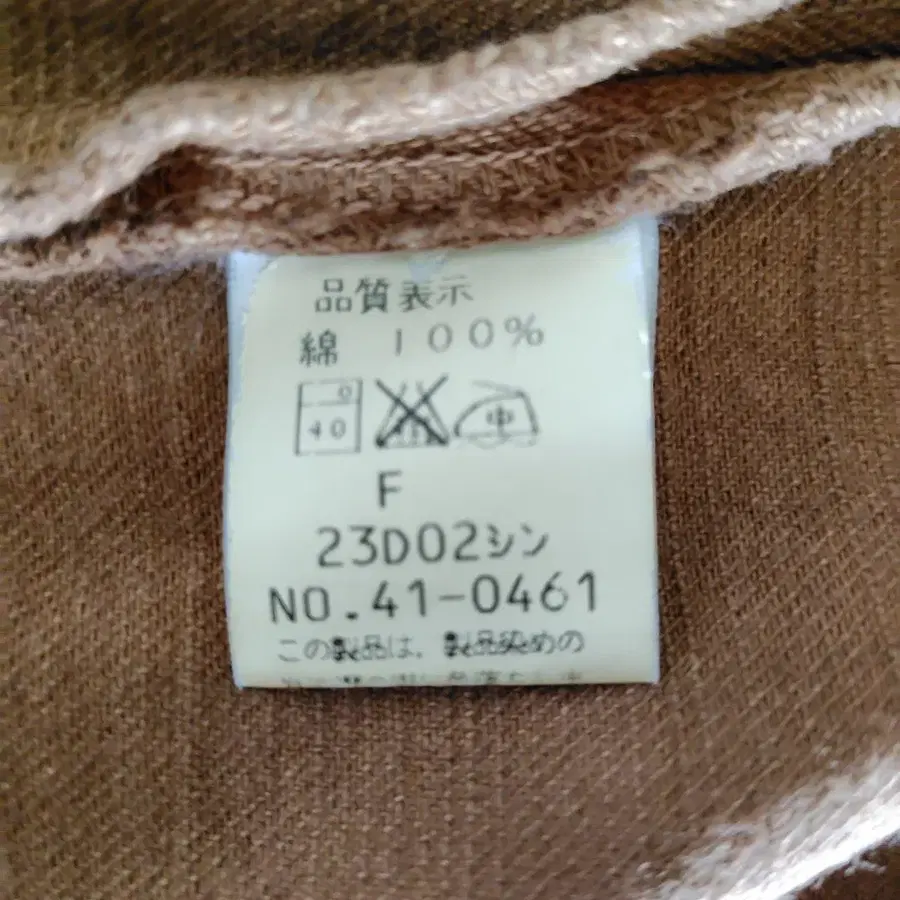 品質表示
綿 100%
40 中
F
23D02シン
NO.41-0461
この製品は、製品染めの